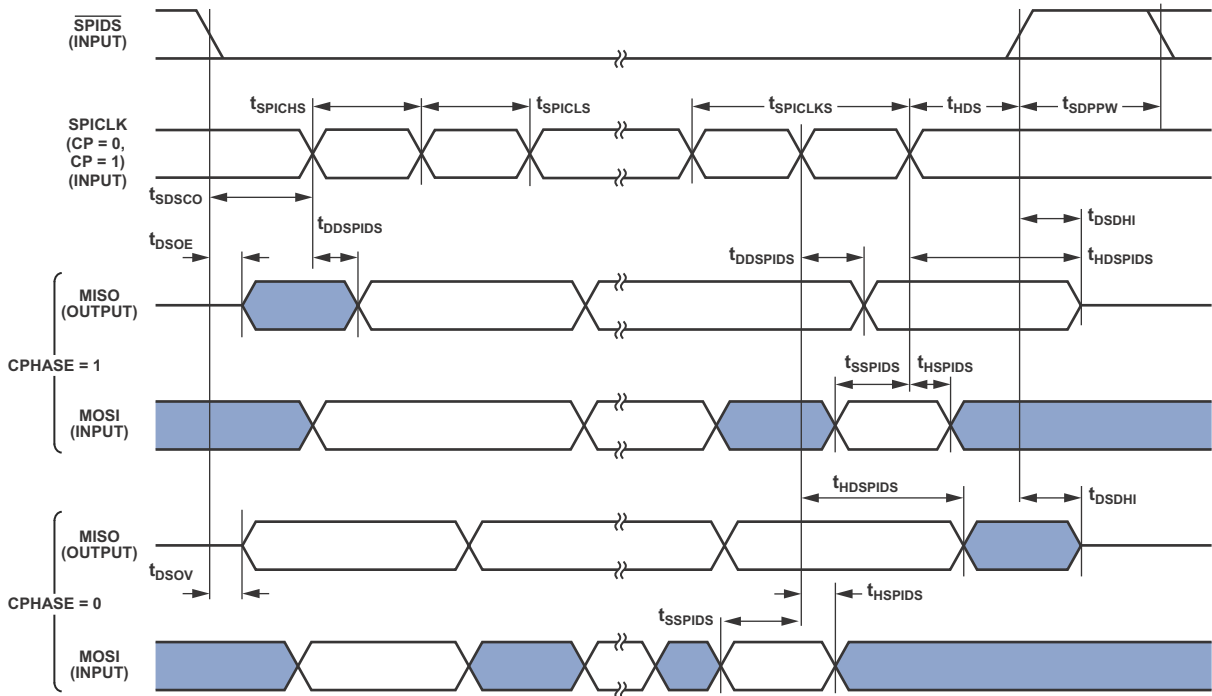 SPIDS
(INPUT)
tSPICHS
tSPICLS
tSPICLKS
tHDS
tSDPPW
SPICLK
(CP = 0,
CP = 1)
(INPUT)
tSDSCO
tDDSPIDS
tDSDHI
tDSOE
tDDSPIDS
tHDSPIDS
MISO
(OUTPUT)
CPHASE = 1
tSSPIDS
tHSPIDS
MOSI
(INPUT)
tHDSPIDS
tDSDHI
MISO
(OUTPUT)
tDSOV
CPHASE = 0
tHSPIDS
tSSPIDS
MOSI
(INPUT)